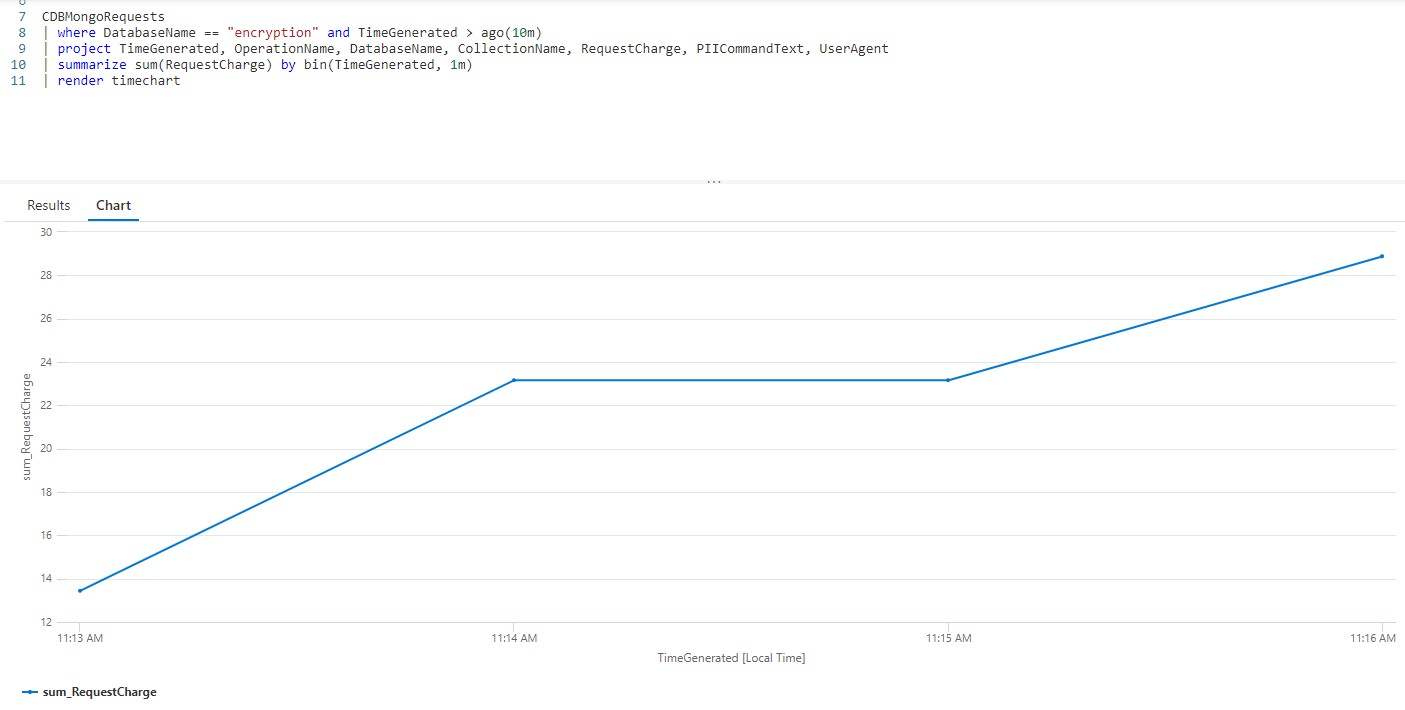 7 CDBMongoRequests
8 | where DatabaseName == "encryption" and TimeGenerated > ago(10m)
9 | project TimeGenerated, OperationName, DatabaseName, CollectionName, RequestCharge, PIICommandText, UserAgent
10 | summarize sum(RequestCharge) by bin(TimeGenerated, 1m)
11 | render timechart
...
Results Chart
30
28
26
24
22
20
18
16
14
12
sum_RequestCharge
11:13 AM 11:14 AM 11:15 AM 11:16 AM
TimeGenerated [Local Time]
sum_RequestCharge